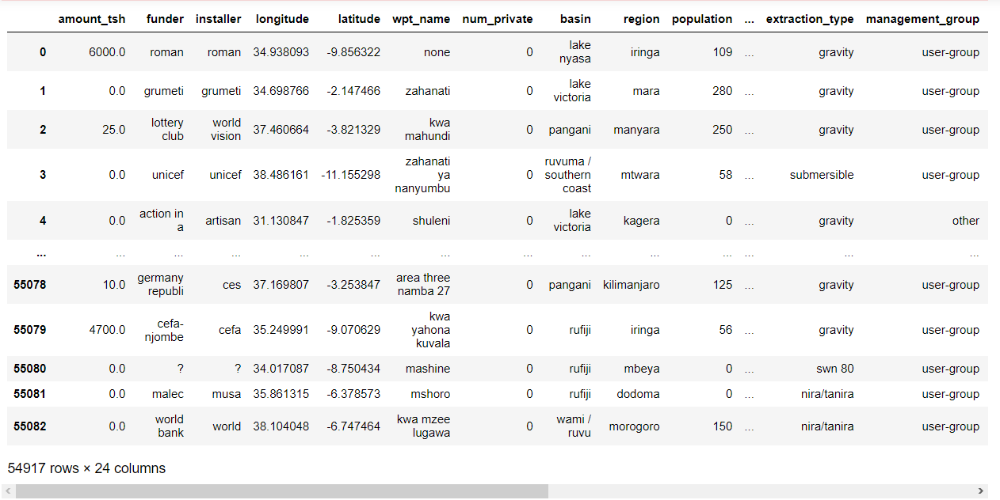 amount_tsh funder installer longitude latitude wpt_name num_private basin region population ... extraction_type management_group
0 6000.0 roman roman 34.938093 -9.856322 none 0 lake nyasa iringa 109 ... gravity user-group
1 0.0 grumeti grumeti 34.698766 -2.147466 zahanati 0 lake victoria mara 280 ... gravity user-group
2 25.0 lottery club world vision 37.460664 -3.821329 kwa mahundi 0 pangani manyara 250 ... gravity user-group
3 0.0 unicef unicef 38.486161 -11.155298 zahanati ya nanyumbu 0 ruvuma / southern coast mtwara 58 ... submersible user-group
4 0.0 action in a artisan 31.130847 -1.825359 shuleni 0 lake victoria kagera 0 ... gravity other
... ... ... ... ... ... ... ... ... ... ... ... ... ...
55078 10.0 germany republi ces 37.169807 -3.253847 area three namba 27 0 pangani kilimanjaro 125 ... gravity user-group
55079 4700.0 cefa-njombe cefa 35.249991 -9.070629 kwa yahona kuvala 0 rufiji iringa 56 ... gravity user-group
55080 0.0 ? ? 34.017087 -8.750434 mashine 0 rufiji mbeya 0 ... swn 80 user-group
55081 0.0 malec musa 35.861315 -6.378573 mshoro 0 rufiji dodoma 0 ... nira/tanira user-group
55082 0.0 world bank world 38.104048 -6.747464 kwa mzee lugawa 0 wami / ruvu morogoro 150 ... nira/tanira user-group
54917 rows × 24 columns